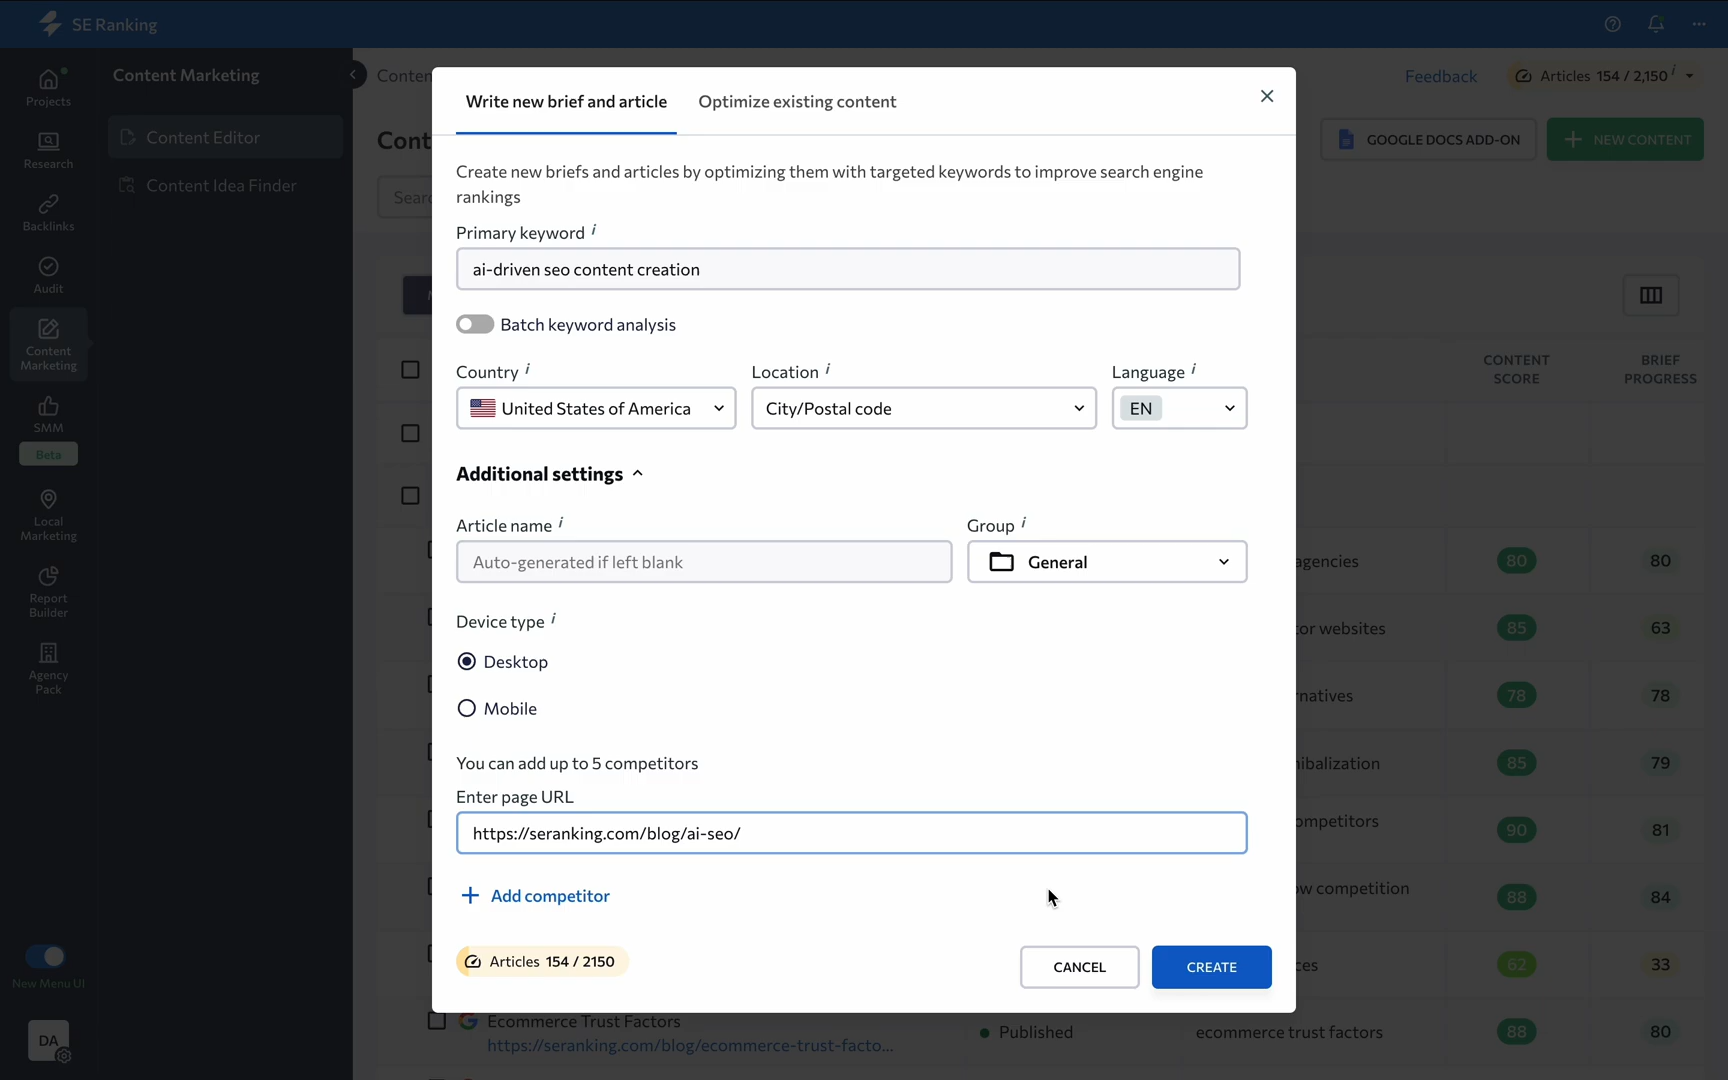 SE Ranking
Projects
Research
Backlinks
Audit
Content
Marketing
SMM
Beta
Local
Marketing
Report
Builder
Agency
Pack
New Menu UI
DA
Content Marketing
Content Editor
Content Idea Finder
Conten
Feedback
Articles 154 / 2,150 i
Cont
GOOGLE DOCS ADD-ON
NEW CONTENT
Searc
Write new brief and article
Optimize existing content
Create new briefs and articles by optimizing them with targeted keywords to improve search engine
rankings
Primary keyword i
ai-driven seo content creation
Batch keyword analysis
Country i
Location i
Language i
United States of America
City/Postal code
EN
Additional settings
Article name i
Group i
Auto-generated if left blank
General
Device type i
Desktop
Mobile
You can add up to 5 competitors
Enter page URL
https://seranking.com/blog/ai-seo/
Add competitor
Articles 154 / 2150
CANCEL
CREATE
CONTENT
SCORE
BRIEF
PROGRESS
agencies
80
80
tor websites
85
63
natives
78
78
nibalization
85
79
ompetitors
90
81
ow competition
88
84
ces
62
33
Ecommerce Trust Factors
https://seranking.com/blog/ecommerce-trust-facto...
Published
ecommerce trust factors
88
80